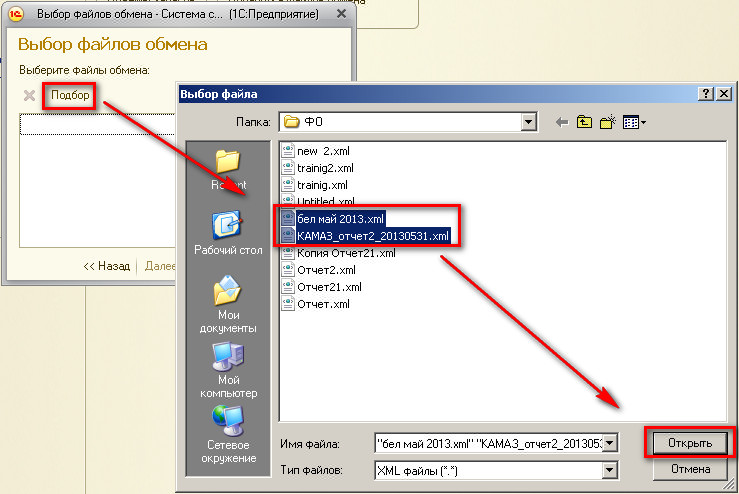 Выбор файлов обмена - Система с... (1С:Предприятие)
Выбор файлов обмена
Выберите файлы обмена:
Подбор
<< Назад
Далее
Выбор файла
Папка:
ФО
new 2.xml
trainig2.xml
trainig.xml
Untitled.xml
бел май 2013.xml
КАМАЗ_отчет2_20130531.xml
Копия Отчет21.xml
Отчет2.xml
Отчет21.xml
Отчет.xml
Рабочий стол
Мои
документы
Мой
компьютер
Сетевое
окружение
Имя файла:
"бел май 2013.xml" "КАМАЗ_отчет2_201305
Открыть
Тип файлов:
XML файлы (*.*)
Отмена